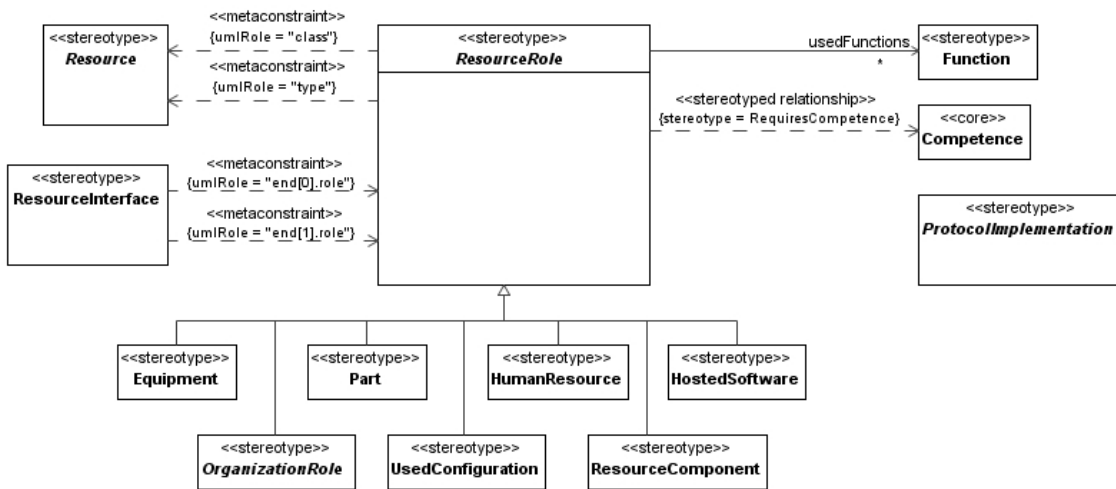 <<metaconstraint>>
{umlRole = "class"}
<<metaconstraint>>
{umlRole = "type"}
<<stereotype>>
Resource
<<stereotype>>
ResourceRole
usedFunctions
*
<<stereotype>>
Function
<<stereotyped relationship>>
{stereotype = RequiresCompetence}
<<core>>
Competence
<<stereotype>>
ResourceInterface
<<metaconstraint>>
{umlRole = "end[0].role"}
<<metaconstraint>>
{umlRole = "end[1].role"}
<<stereotype>>
ProtocolImplementation
<<stereotype>>
Equipment
<<stereotype>>
Part
<<stereotype>>
HumanResource
<<stereotype>>
HostedSoftware
<<stereotype>>
OrganizationRole
<<stereotype>>
UsedConfiguration
<<stereotype>>
ResourceComponent